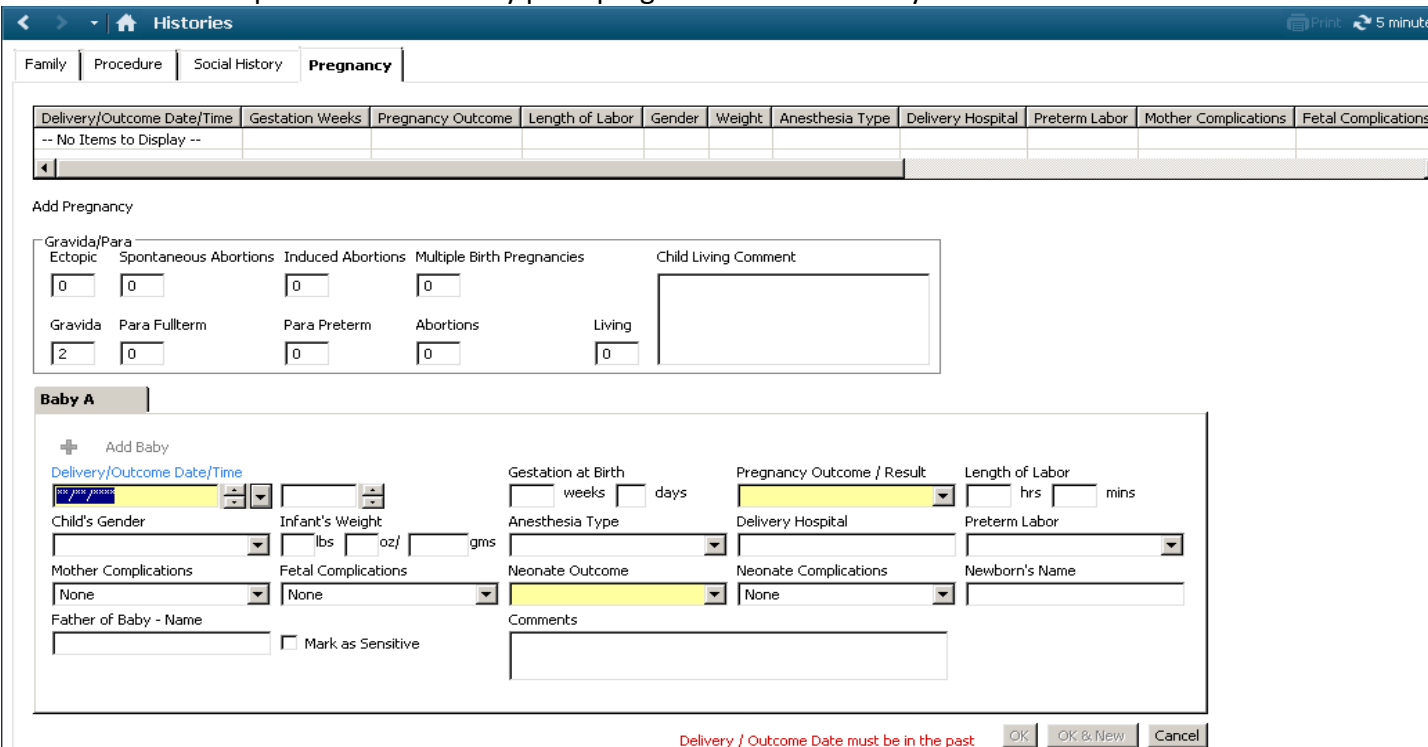 Histories Print 5 minute
Family Procedure Social History Pregnancy
Delivery/Outcome Date/Time Gestation Weeks Pregnancy Outcome Length of Labor Gender Weight Anesthesia Type Delivery Hospital Preterm Labor Mother Complications Fetal Complications
-- No Items to Display --
Add Pregnancy
Gravida/Para
Ectopic Spontaneous Abortions Induced Abortions Multiple Birth Pregnancies Child Living Comment
0 0 0 0
Gravida Para Fullterm Para Preterm Abortions Living
2 0 0 0 0
Baby A
Add Baby
Delivery/Outcome Date/Time Gestation at Birth Pregnancy Outcome / Result Length of Labor
**/**/**** weeks days hrs mins
Child's Gender Infant's Weight Anesthesia Type Delivery Hospital Preterm Labor
lbs oz/ gms
Mother Complications Fetal Complications Neonate Outcome Neonate Complications Newborn's Name
None None None
Father of Baby - Name Comments
Mark as Sensitive
Delivery / Outcome Date must be in the past OK OK & New Cancel